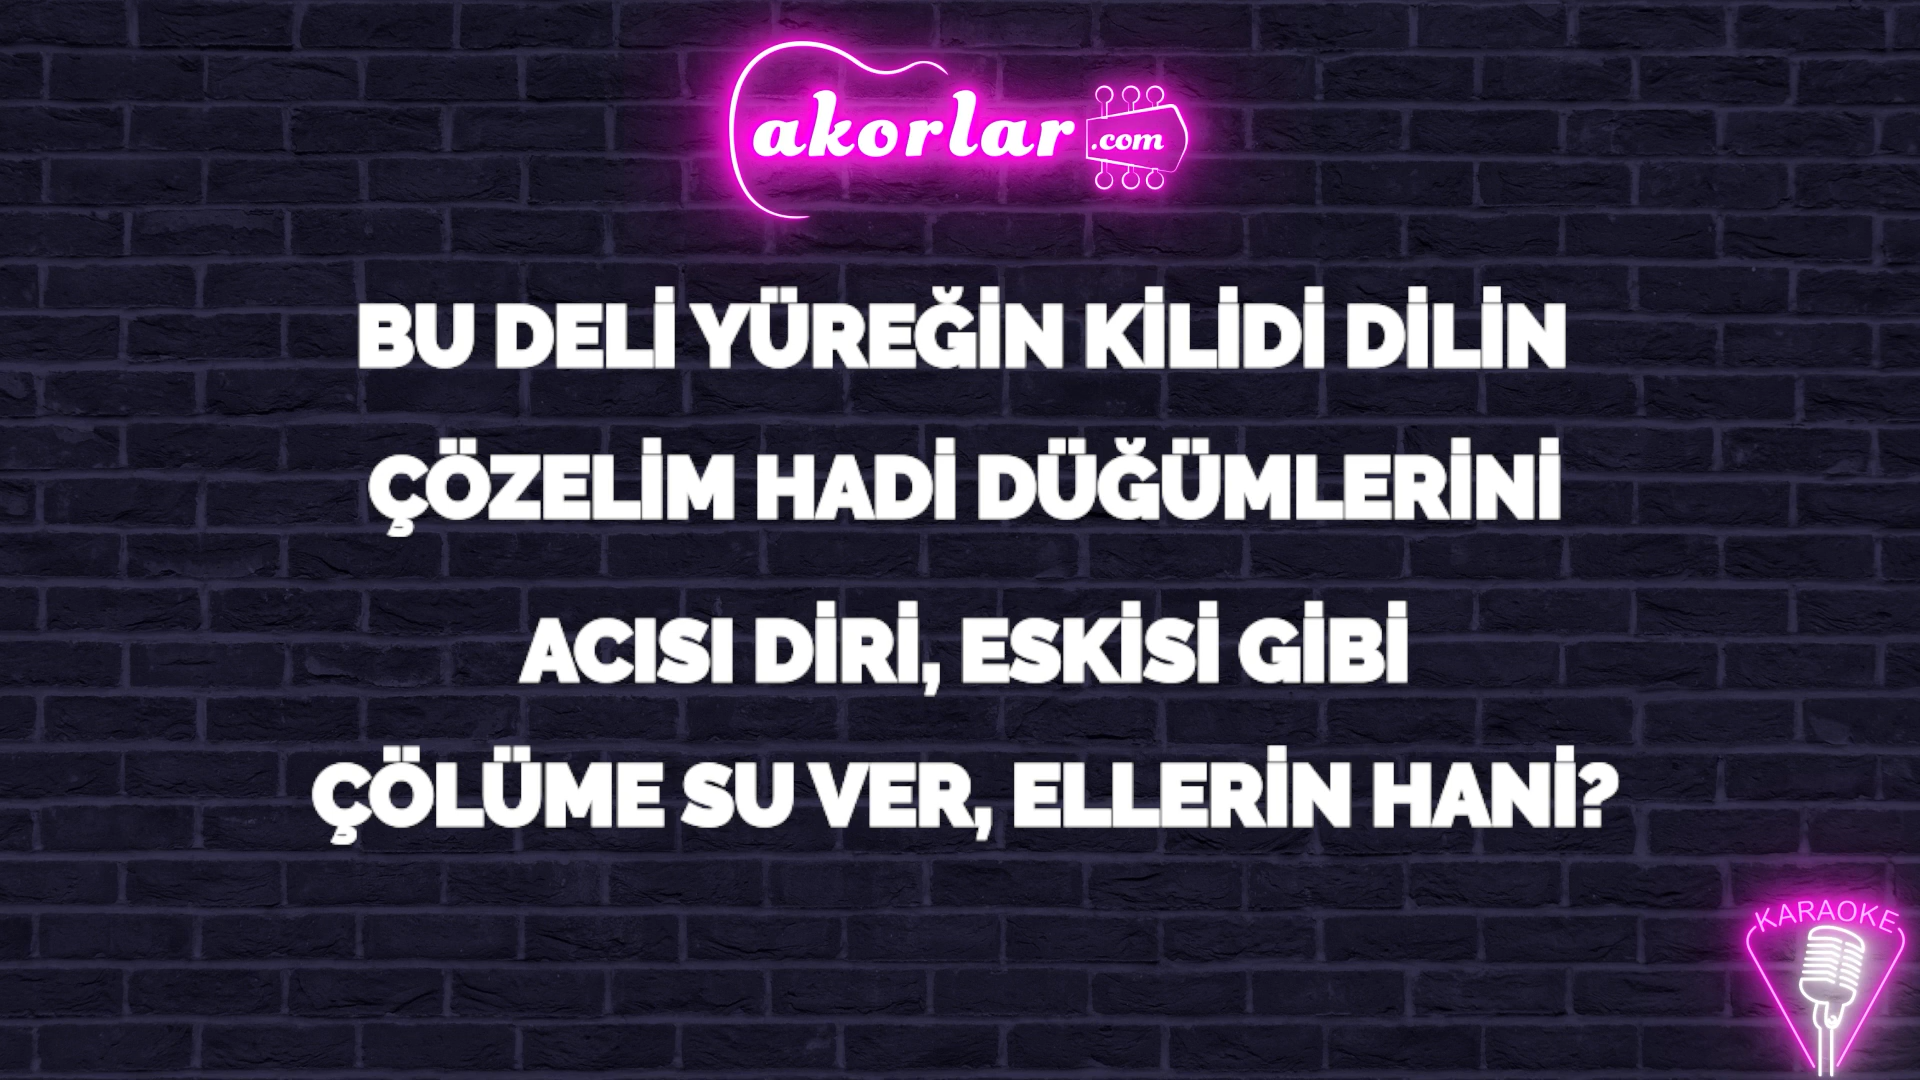 akorlar.com
BU DELİ YÜREĞİN KİLİDİ DİLİN
ÇÖZELİM HADİ DÜĞÜMLERİNİ
ACISI DİRİ, ESKİSİ GİBİ
ÇÖLÜME SU VER, ELLERİN HANİ?
KARAOKE